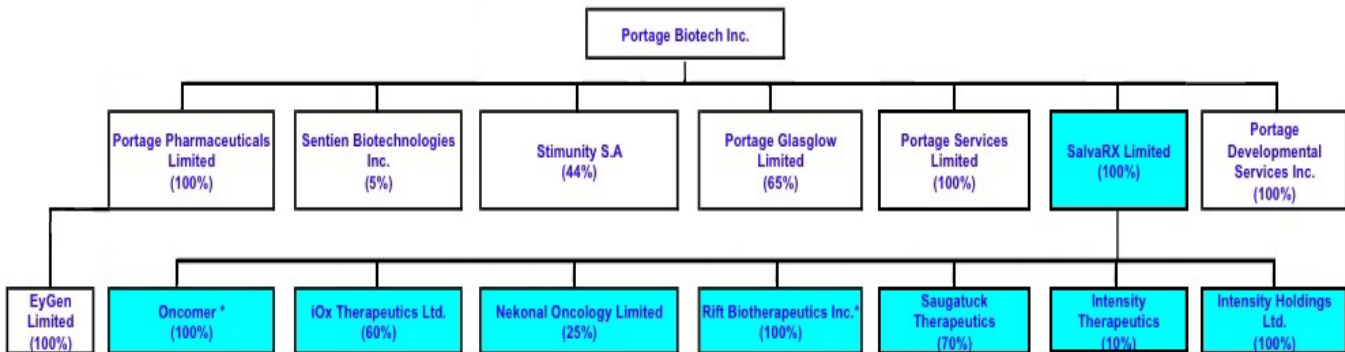 Portage Biotech Inc.
Portage Pharmaceuticals
Limited
(100%)
Sentien Biotechnologies
Inc.
(5%)
Stimunity S.A
(44%)
Portage Glasglow
Limited
(65%)
Portage Services
Limited
(100%)
SalvaRX Limited
(100%)
Portage
Developmental
Services Inc.
(100%)
EyGen
Limited
(100%)
Oncomer *
(100%)
iOx Therapeutics Ltd.
(60%)
Nekonal Oncology Limited
(25%)
Rift Biotherapeutics Inc.*
(100%)
Saugatuck
Therapeutics
(70%)
Intensity
Therapeutics
(10%)
Intensity Holdings
Ltd.
(100%)